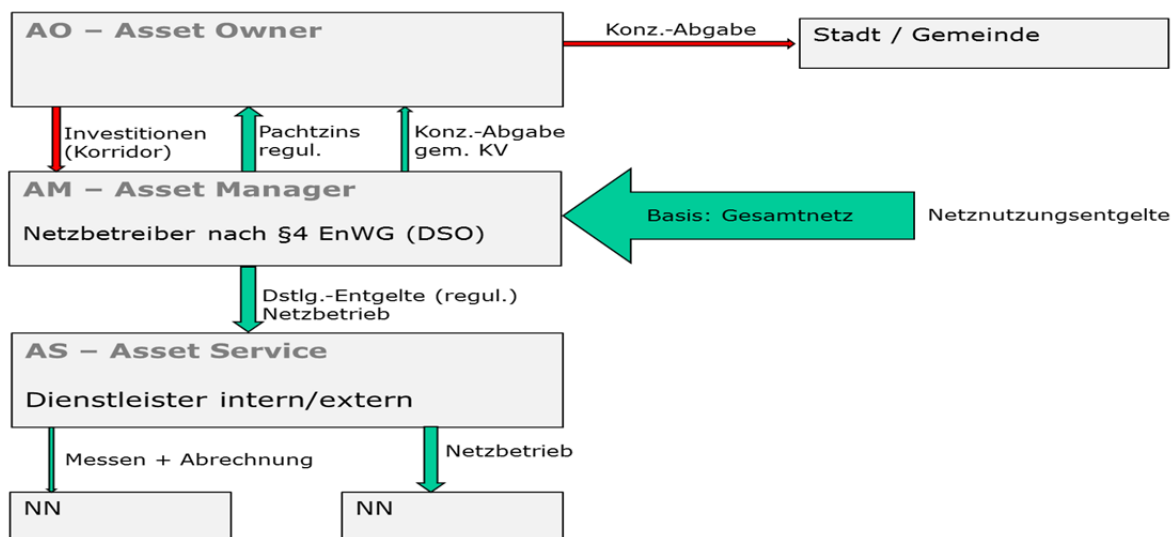 AO – Asset Owner
Konz.-Abgabe
Stadt / Gemeinde
Investitionen
(Korridor)
Pachtzins
regul.
Konz.-Abgabe
gem. KV
AM – Asset Manager
Netzbetreiber nach §4 EnWG (DSO)
Basis: Gesamtnetz
Netznutzungsentgelte
Dstlg.-Entgelte (regul.)
Netzbetrieb
AS – Asset Service
Dienstleister intern/extern
Messen + Abrechnung
Netzbetrieb
NN
NN